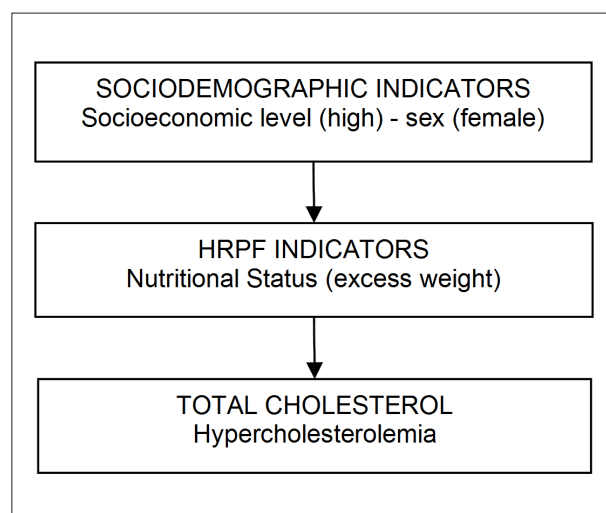 SOCIODEMOGRAPHIC INDICATORS
Socioeconomic level (high) - sex (female)
HRPF INDICATORS
Nutritional Status (excess weight)
TOTAL CHOLESTEROL
Hypercholesterolemia